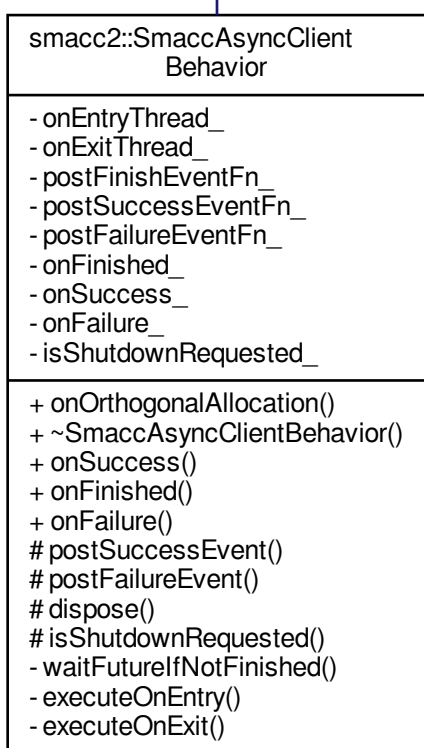 smacc2::SmaccAsyncClient
Behavior
- onEntryThread_
- onExitThread_
- postFinishEventFn_
- postSuccessEventFn_
- postFailureEventFn_
- onFinished_
- onSuccess_
- onFailure_
- isShutdownRequested_
+ onOrthogonalAllocation()
+ ~SmaccAsyncClientBehavior()
+ onSuccess()
+ onFinished()
+ onFailure()
# postSuccessEvent()
# postFailureEvent()
# dispose()
# isShutdownRequested()
- waitFutureIfNotFinished()
- executeOnEntry()
- executeOnExit()